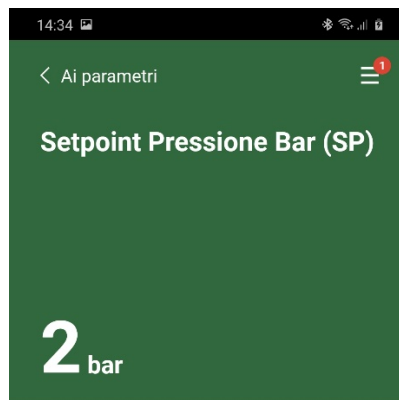 14:34
Ai parametri
1
Setpoint Pressione Bar (SP)
2 bar